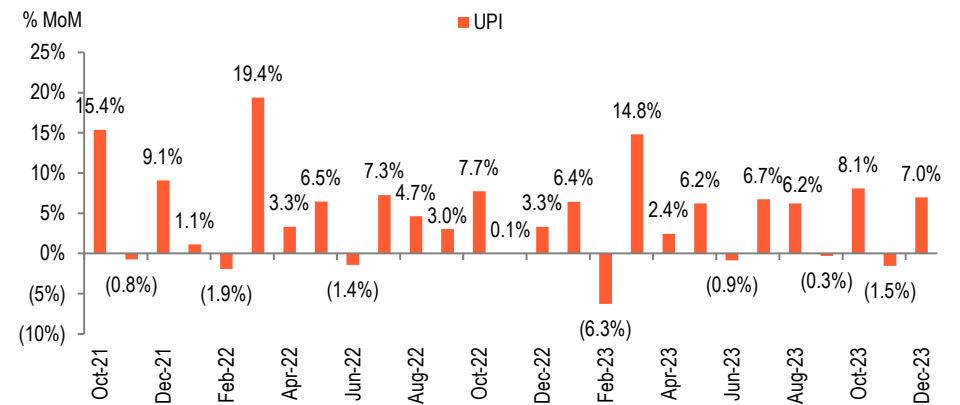 % MoM
UPI
25%
20%
15%
10%
5%
0%
(5%)
(10%)
15.4%
(0.8%)
9.1%
1.1%
(1.9%)
19.4%
3.3%
6.5%
(1.4%)
7.3%
4.7%
3.0%
7.7%
0.1%
3.3%
6.4%
(6.3%)
14.8%
2.4%
6.2%
(0.9%)
6.7%
6.2%
(0.3%)
8.1%
(1.5%)
7.0%
Oct-21
Dec-21
Feb-22
Apr-22
Jun-22
Aug-22
Oct-22
Dec-22
Feb-23
Apr-23
Jun-23
Aug-23
Oct-23
Dec-23